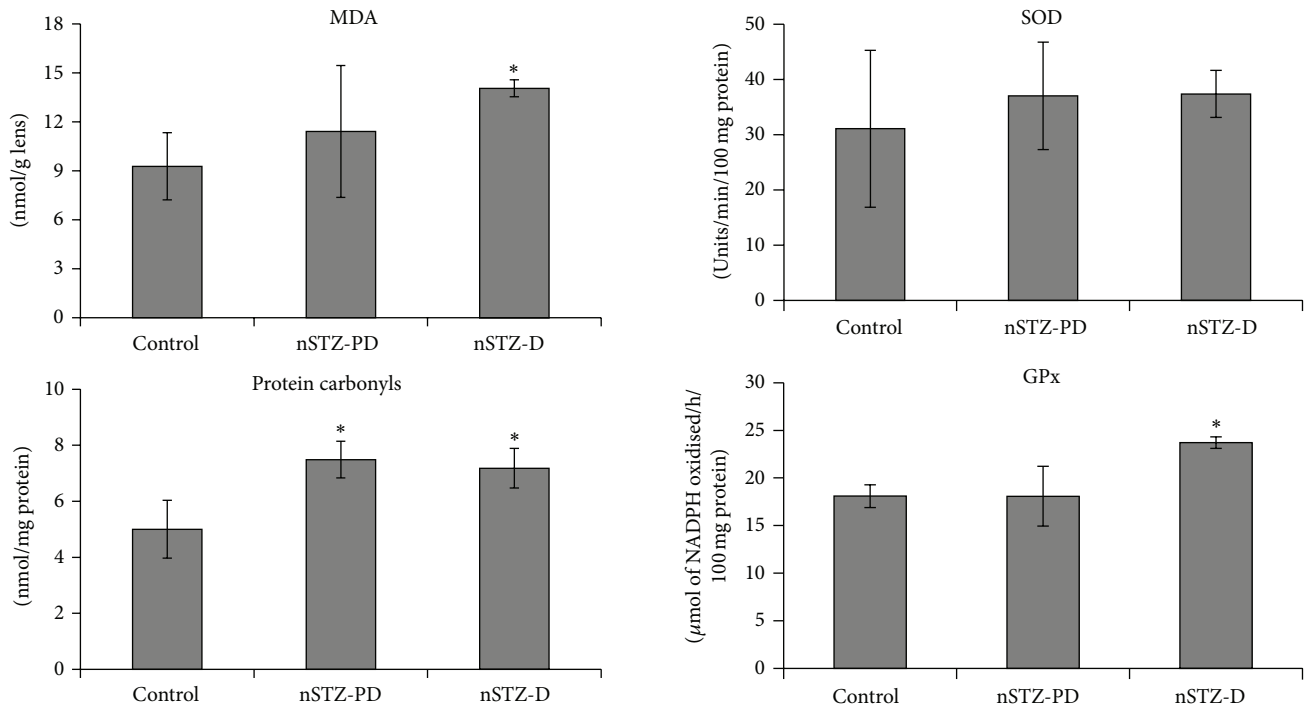 MDA
18
15
12
9
6
3
0
(nmol/g lens)
*
Control
nSTZ-PD
nSTZ-D
SOD
50
40
30
20
10
0
(Units/min/100 mg protein)
Control
nSTZ-PD
nSTZ-D
Protein carbonyls
10
8
6
4
2
0
(nmol/mg protein)
*
*
Control
nSTZ-PD
nSTZ-D
GPx
30
25
20
15
10
5
0
(μmol of NADPH oxidised/h/
100 mg protein)
*
Control
nSTZ-PD
nSTZ-D